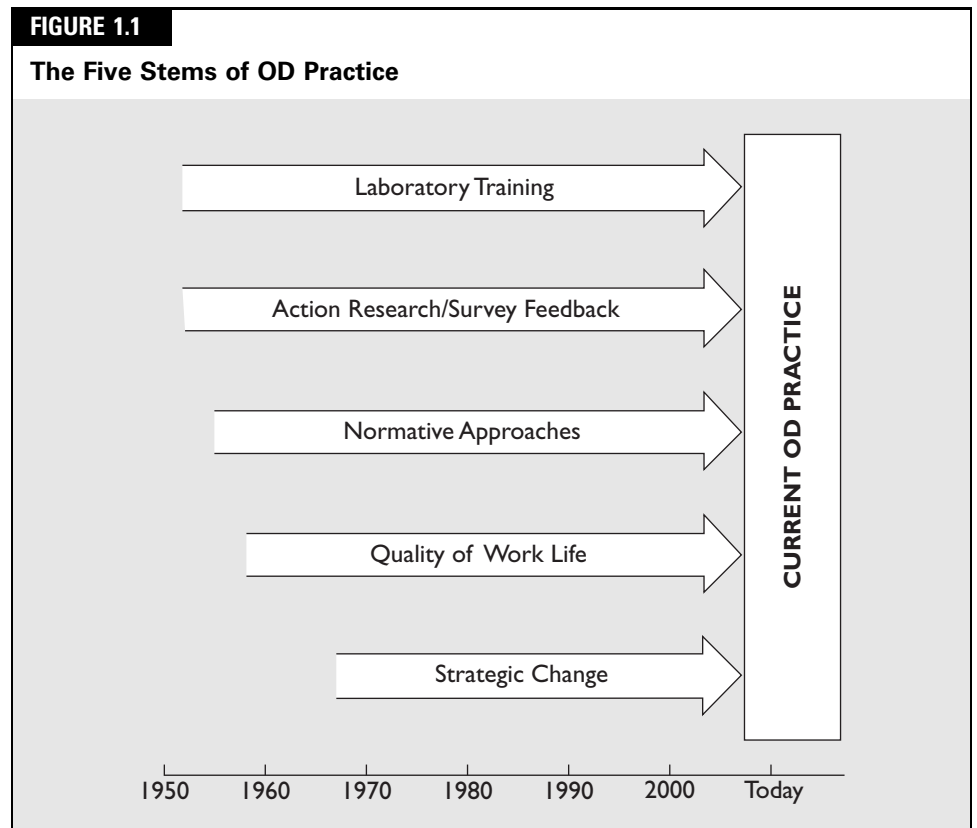 FIGURE 1.1
The Five Stems of OD Practice
Laboratory Training
Action Research/Survey Feedback
Normative Approaches
Quality of Work Life
Strategic Change
CURRENT OD PRACTICE
1950 1960 1970 1980 1990 2000 Today